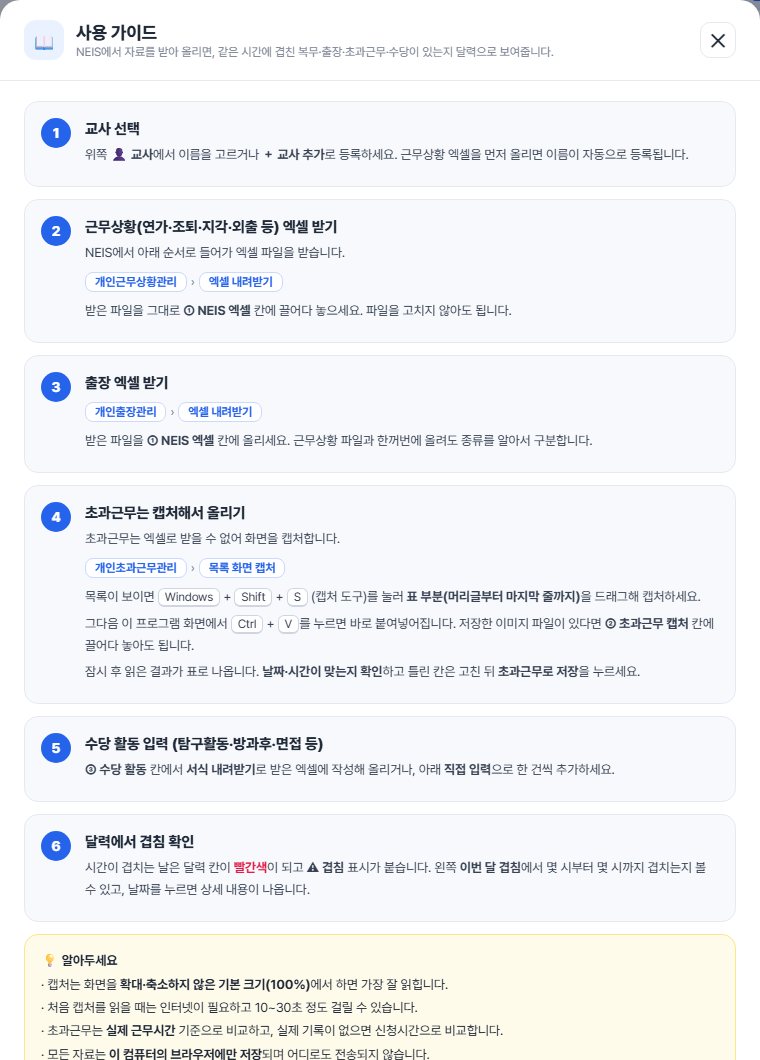 사용 가이드
NEIS에서 자료를 받아 올리면, 같은 시간에 겹친 복무·출장·초과근무·수당이 있는지 달력으로 보여줍니다.
1
교사 선택
위쪽 👤 교사에서 이름을 고르거나 + 교사 추가로 등록하세요. 근무상황 엑셀을 먼저 올리면 이름이 자동으로 등록됩니다.
2
근무상황(연가·조퇴·지각·외출 등) 엑셀 받기
NEIS에서 아래 순서로 들어가 엑셀 파일을 받습니다.
개인근무상황관리 › 엑셀 내려받기
받은 파일을 그대로 ① NEIS 엑셀 칸에 끌어다 놓으세요. 파일을 고치지 않아도 됩니다.
3
출장 엑셀 받기
개인출장관리 › 엑셀 내려받기
받은 파일을 ① NEIS 엑셀 칸에 올리세요. 근무상황 파일과 한꺼번에 올려도 종류를 알아서 구분합니다.
4
초과근무는 캡처해서 올리기
초과근무는 엑셀로 받을 수 없어 화면을 캡처합니다.
개인초과근무관리 › 목록 화면 캡처
목록이 보이면 Windows + Shift + S (캡처 도구)를 눌러 표 부분(머리글부터 마지막 줄까지)을 드래그해 캡처하세요.
그다음 이 프로그램 화면에서 Ctrl + V 를 누르면 바로 붙여넣어집니다. 저장한 이미지 파일이 있다면 ② 초과근무 캡처 칸에
끌어다 놓아도 됩니다.
잠시 후 읽은 결과가 표로 나옵니다. 날짜·시간이 맞는지 확인하고 틀린 칸은 고친 뒤 초과근무로 저장을 누르세요.
5
수당 활동 입력 (탐구활동·방과후·면접 등)
③ 수당 활동 칸에서 서식 내려받기로 받은 엑셀에 작성해 올리거나, 아래 직접 입력으로 한 건씩 추가하세요.
6
달력에서 겹침 확인
시간이 겹치는 날은 달력 칸이 빨간색이 되고 ⚠ 겹침 표시가 붙습니다. 왼쪽 이번 달 겹침에서 몇 시부터 몇 시까지 겹치는지 볼
수 있고, 날짜를 누르면 상세 내용이 나옵니다.
💡 알아두세요
· 캡처는 화면을 확대·축소하지 않은 기본 크기(100%)에서 하면 가장 잘 읽힙니다.
· 처음 캡처를 읽을 때는 인터넷이 필요하고 10~30초 정도 걸릴 수 있습니다.
· 초과근무는 실제 근무시간 기준으로 비교하고, 실제 기록이 없으면 신청시간으로 비교합니다.
· 모든 자료는 이 컴퓨터의 브라우저에만 저장되며 어디로도 전송되지 않습니다.